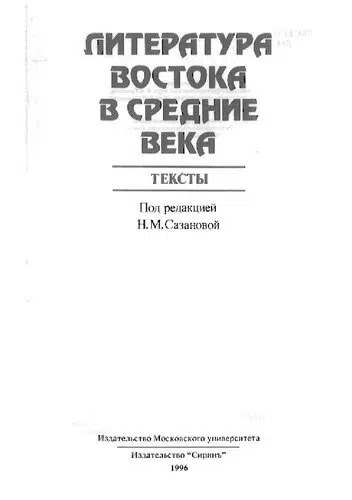 ЛИТЕРАТУРА
ВОСТОКА
В СРЕДНИЕ
ВЕКА
ТЕКСТЫ
Под редакцией
Н.М.Сазановой
Издательство Московского университета
Издательство "Сиринъ"
1996